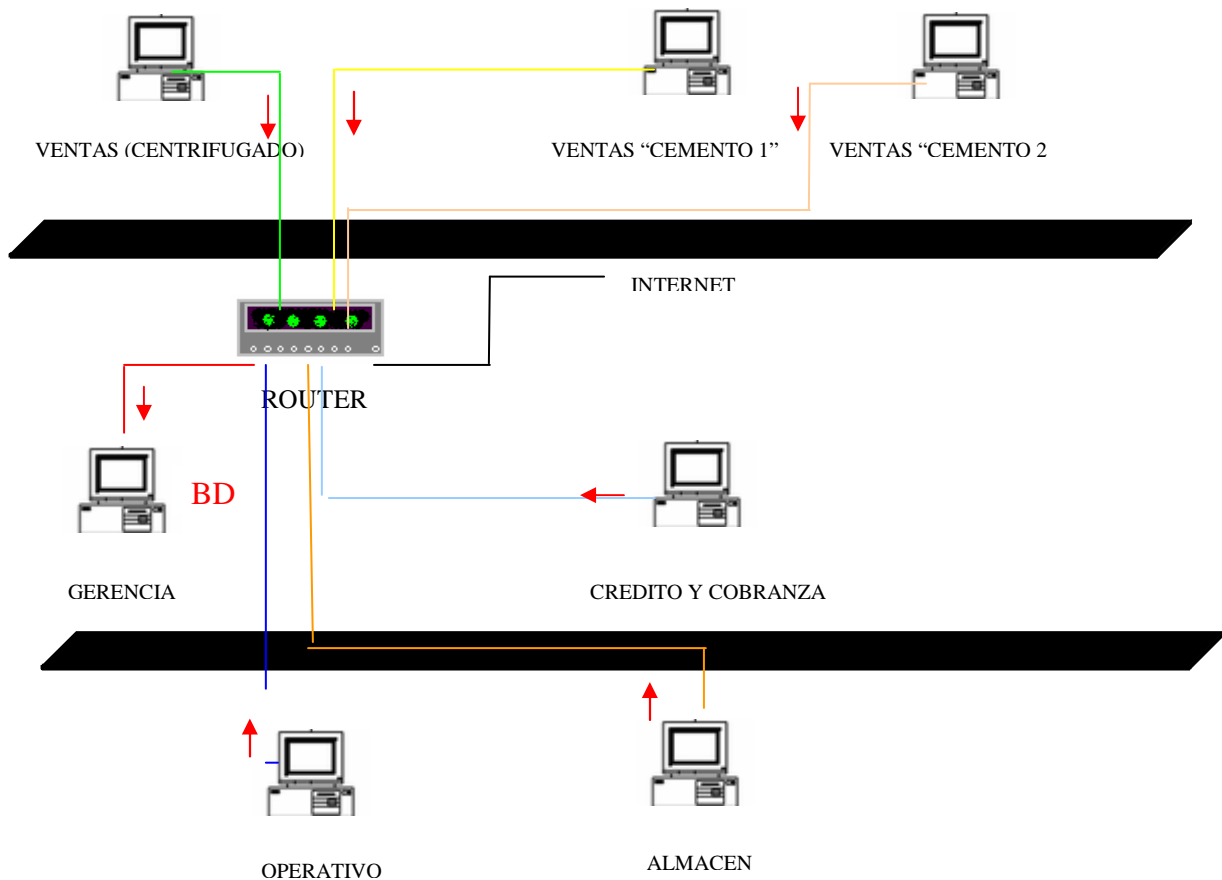 VENTAS (CENTRIFUGADO)
VENTAS “CEMENTO 1”
VENTAS “CEMENTO 2
INTERNET
ROUTER
BD
GERENCIA
CREDITO Y COBRANZA
OPERATIVO
ALMACEN